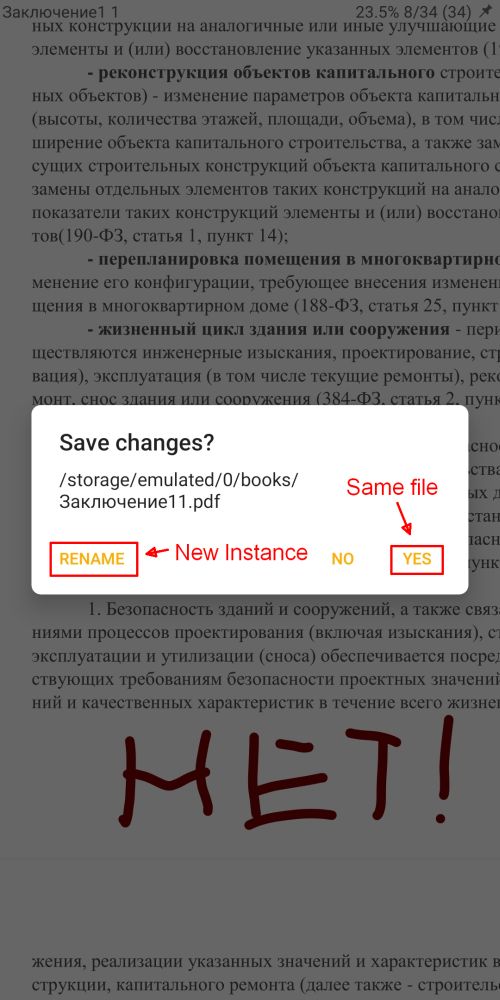 Заключение1 1 23.5% 8/34 (34)
ных конструкции на аналогичные или иные улучшающие
элементы и (или) восстановление указанных элементов (1
- реконструкция объектов капитального строите
ных объектов) - изменение параметров объекта капитальн
(высоты, количества этажей, площади, объема), в том числ
ширение объекта капитального строительства, а также зам
сущих строительных конструкций объекта капитального с
замены отдельных элементов таких конструкций на анало
показатели таких конструкций элементы и (или) восстано
тов(190-ФЗ, статья 1, пункт 14);
- перепланировка помещения в многоквартирно
менение его конфигурации, требующее внесения изменен
щения в многоквартирном доме (188-ФЗ, статья 25, пункт
- жизненный цикл здания или сооружения - пери
ществляются инженерные изыскания, проектирование, стр
вация), эксплуатация (в том числе текущие ремонты), реко
монт, снос здания или сооружения (384-ФЗ, статья 2, пунк
Save changes?
/storage/emulated/0/books/
Заключение11.pdf
Same file
RENAME New Instance NO YES
1. Безопасность зданий и сооружений, а также связа
ниями процессов проектирования (включая изыскания), ст
эксплуатации и утилизации (сноса) обеспечивается посред
ствующих требованиям безопасности проектных значений
ний и качественных характеристик в течение всего жизнен
НЕТ!
жения, реализации указанных значений и характеристик в
струкции, капитального ремонта (далее также - строитель